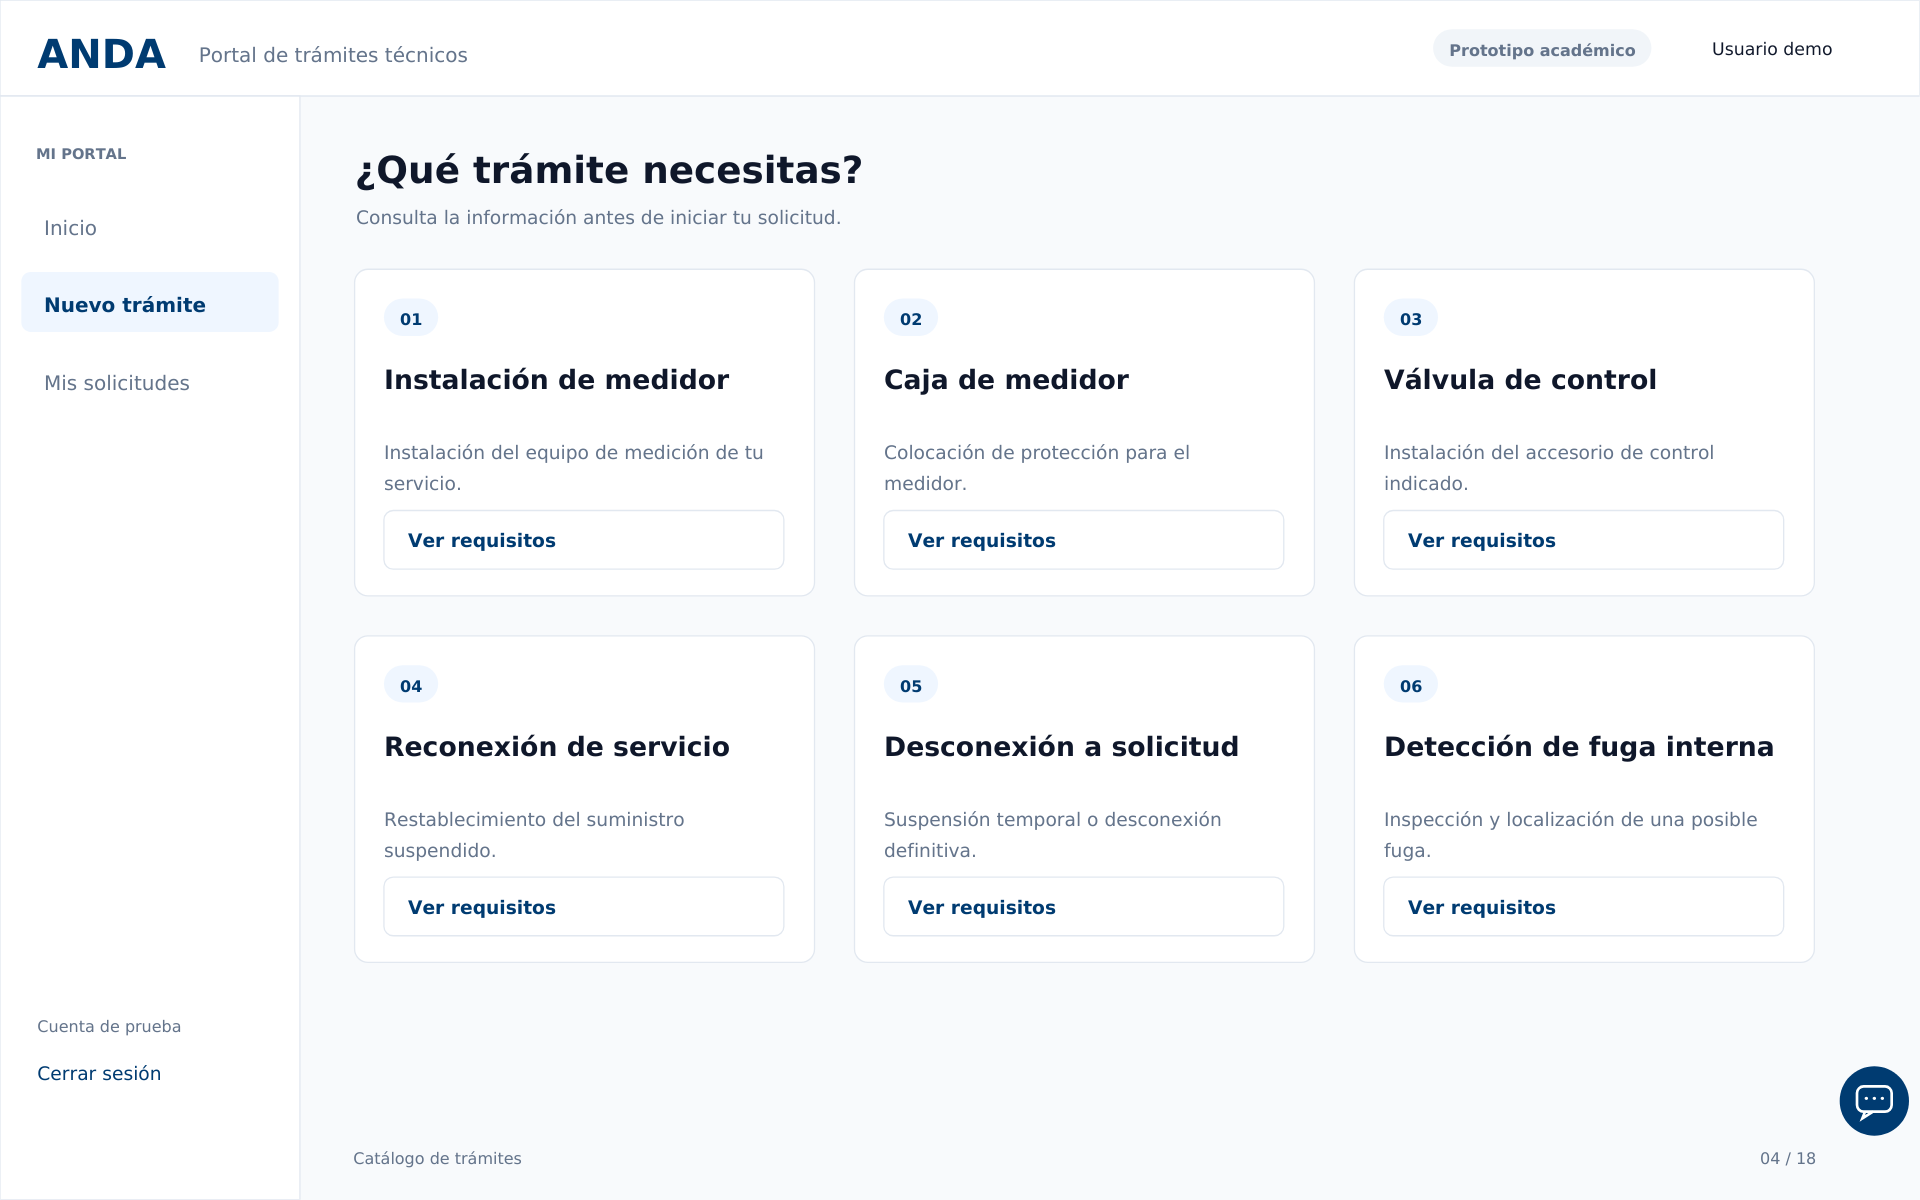 ANDA
Portal de trámites técnicos
Prototipo académico
Usuario demo
MI PORTAL
Inicio
Nuevo trámite
Mis solicitudes
Cuenta de prueba
Cerrar sesión
¿Qué trámite necesitas?
Consulta la información antes de iniciar tu solicitud.
01
Instalación de medidor
Instalación del equipo de medición de tu
servicio.
Ver requisitos
02
Caja de medidor
Colocación de protección para el
medidor.
Ver requisitos
03
Válvula de control
Instalación del accesorio de control
indicado.
Ver requisitos
04
Reconexión de servicio
Restablecimiento del suministro
suspendido.
Ver requisitos
05
Desconexión a solicitud
Suspensión temporal o desconexión
definitiva.
Ver requisitos
06
Detección de fuga interna
Inspección y localización de una posible
fuga.
Ver requisitos
Catálogo de trámites
04 / 18